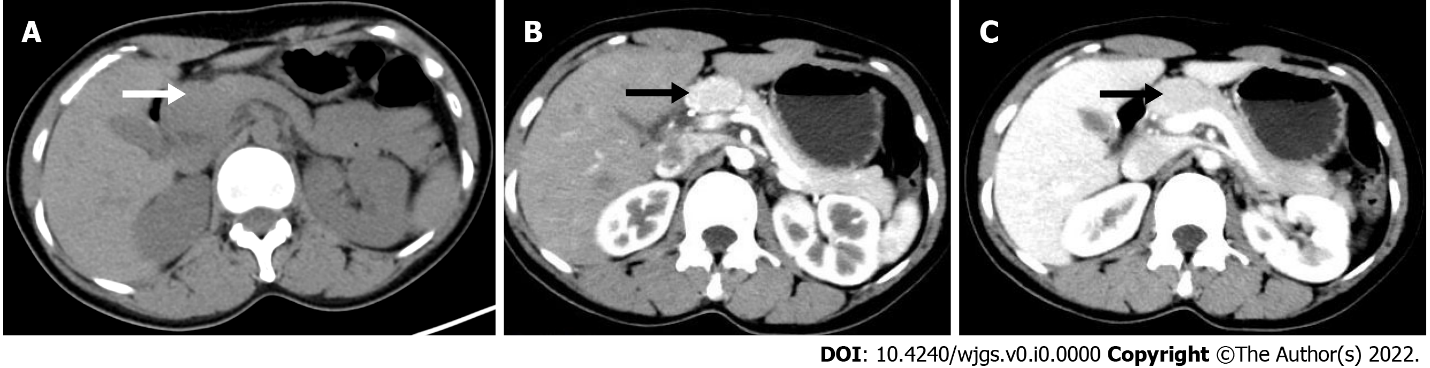 A
B
C
DOI: 10.4240/wjgs.v0.i0.0000 Copyright ©The Author(s) 2022.